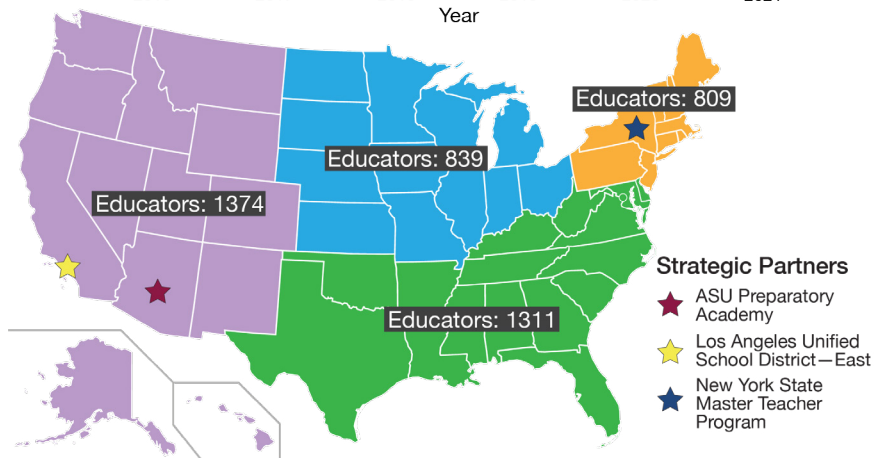 Year
Educators: 809
Educators: 839
Educators: 1374
Educators: 1311
Strategic Partners
ASU Preparatory
Academy
Los Angeles Unified
School District—East
New York State
Master Teacher
Program